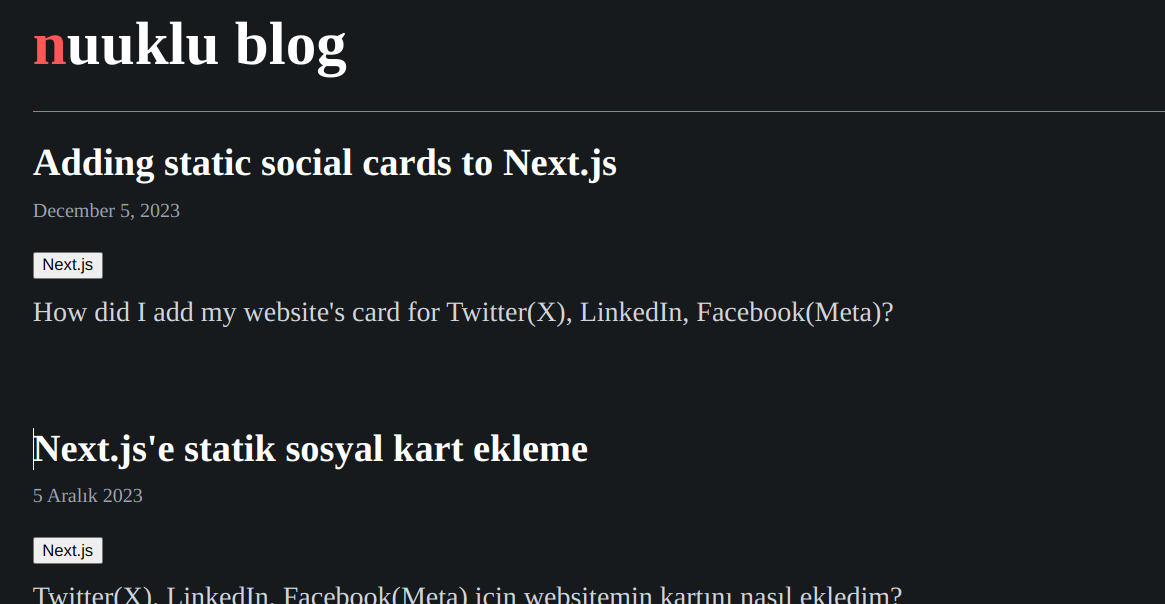 nuuklu blog
Adding static social cards to Next.js
December 5, 2023
Next.js
How did I add my website's card for Twitter(X), LinkedIn, Facebook(Meta)?
Next.js'e statik sosyal kart ekleme
5 Aralık 2023
Next.js
Twitter(X), LinkedIn, Facebook(Meta) için websitemin kartını nasıl ekledim?